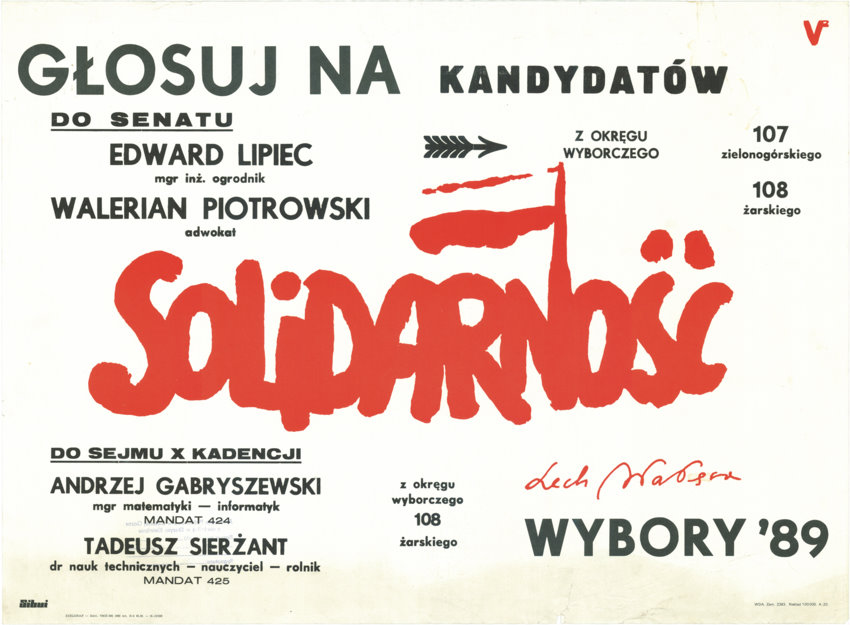 GŁOSUJ NA KANDYDATÓW
DO SENATU
EDWARD LIPIEC
mgr inż. ogrodnik
WALERIAN PIOTROWSKI
adwokat
Z OKRĘGU
WYBORCZEGO
107
zielonogórskiego
108
żarskiego
SOLIDARNOŚĆ
DO SEJMU X KADENCJI
ANDRZEJ GABRYSZEWSKI
mgr matematyki — informatyk
MANDAT 424
TADEUSZ SIERŻANT
dr nauk technicznych — nauczyciel — rolnik
MANDAT 425
z okręgu
wyborczego
108
żarskiego
Lech Wałęsa
WYBORY '89